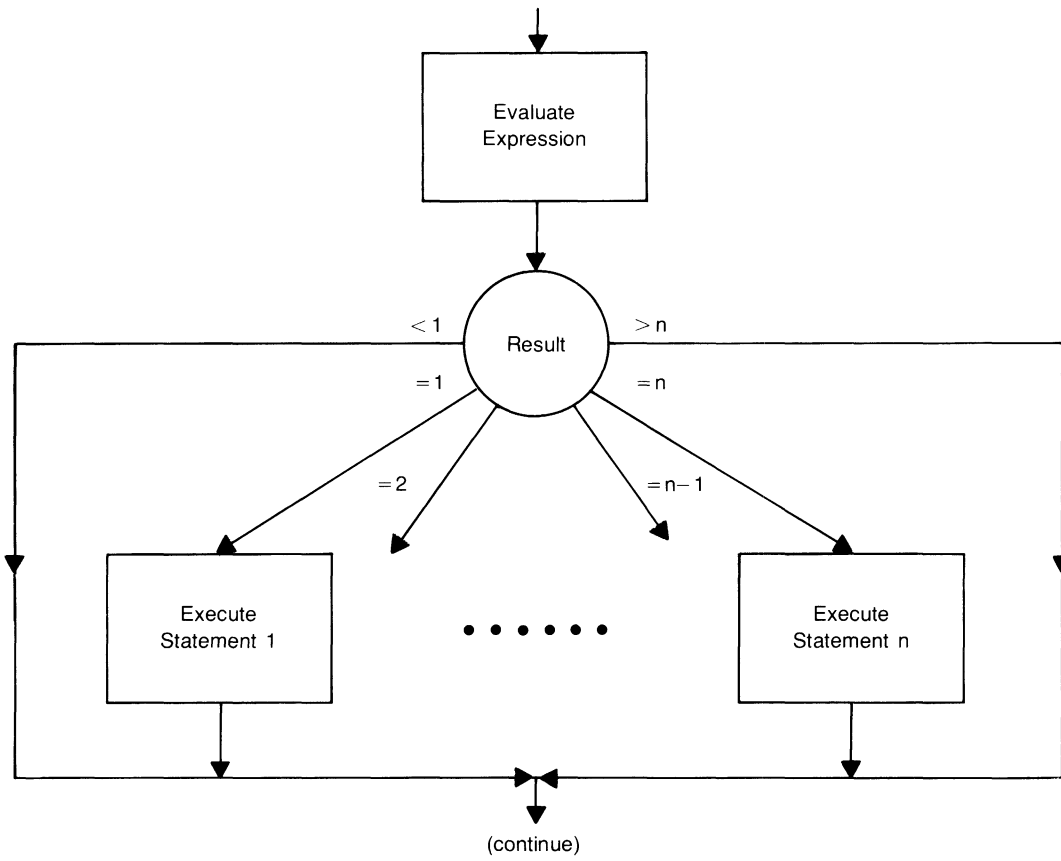 Evaluate
Expression
<1
>n
Result
=1
=n
=2
=n−1
Execute
Statement 1
Execute
Statement n
(continue)